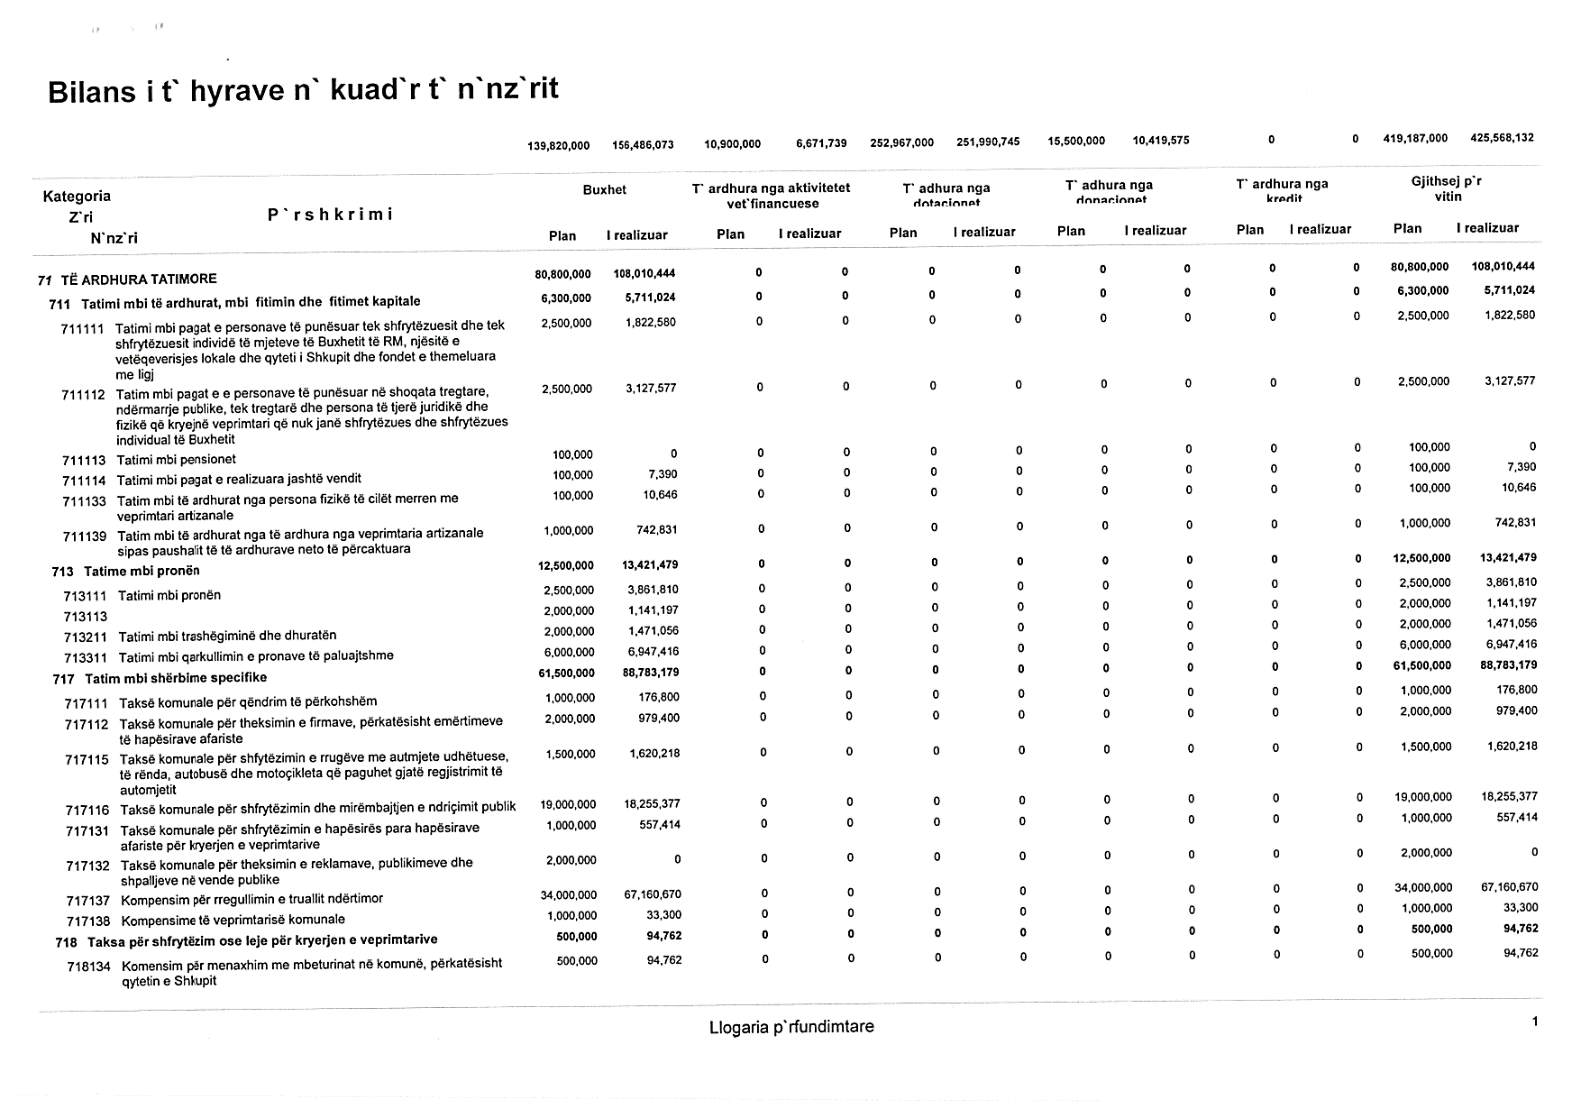 Bilans i t` hyrave n` kuad`r t` n`nz`rit
139,820,000 156,486,073 10,900,000 6,671,739 252,967,000 251,990,745 15,500,000 10,419,575 0 0 419,187,000 425,568,132
Kategoria Buxhet T` ardhura nga aktivitetet T` adhura nga T` adhura nga T` ardhura nga Gjithsej p`r
Z`ri P`rshkrimi vet`financuese dotacionet donacionet kredit vitin
N`nz`ri Plan I realizuar Plan I realizuar Plan I realizuar Plan I realizuar Plan I realizuar Plan I realizuar
71 TË ARDHURA TATIMORE 80,800,000 108,010,444 0 0 0 0 0 0 0 0 80,800,000 108,010,444
711 Tatimi mbi të ardhurat, mbi fitimin dhe fitimet kapitale 6,300,000 5,711,024 0 0 0 0 0 0 0 0 6,300,000 5,711,024
711111 Tatimi mbi pagat e personave të punësuar tek shfrytëzuesit dhe tek 2,500,000 1,822,580 0 0 0 0 0 0 0 0 2,500,000 1,822,580
shfrytëzuesit individë të mjeteve të Buxhetit të RM, njësitë e
vetëqeverisjes lokale dhe qyteti i Shkupit dhe fondet e themeluara
me ligj
711112 Tatim mbi pagat e e personave të punësuar në shoqata tregtare, 2,500,000 3,127,577 0 0 0 0 0 0 0 0 2,500,000 3,127,577
ndërmarrje publike, tek tregtarë dhe persona të tjerë juridikë dhe
fizikë që kryejnë veprimtari që nuk janë shfrytëzues dhe shfrytëzues
individual të Buxhetit
711113 Tatimi mbi pensionet 100,000 0 0 0 0 0 0 0 0 0 100,000 0
711114 Tatimi mbi pagat e realizuara jashtë vendit 100,000 7,390 0 0 0 0 0 0 0 0 100,000 7,390
711133 Tatim mbi të ardhurat nga persona fizikë të cilët merren me 100,000 10,646 0 0 0 0 0 0 0 0 100,000 10,646
veprimtari artizanale
711139 Tatim mbi të ardhurat nga të ardhura nga veprimtaria artizanale 1,000,000 742,831 0 0 0 0 0 0 0 0 1,000,000 742,831
sipas paushalit të të ardhurave neto të përcaktuara
713 Tatime mbi pronën 12,500,000 13,421,479 0 0 0 0 0 0 0 0 12,500,000 13,421,479
713111 Tatimi mbi pronën 2,500,000 3,861,810 0 0 0 0 0 0 0 0 2,500,000 3,861,810
713113 2,000,000 1,141,197 0 0 0 0 0 0 0 0 2,000,000 1,141,197
713211 Tatimi mbi trashëgiminë dhe dhuratën 2,000,000 1,471,056 0 0 0 0 0 0 0 0 2,000,000 1,471,056
713311 Tatimi mbi qarkullimin e pronave të paluajtshme 6,000,000 6,947,416 0 0 0 0 0 0 0 0 6,000,000 6,947,416
717 Tatim mbi shërbime specifike 61,500,000 88,783,179 0 0 0 0 0 0 0 0 61,500,000 88,783,179
717111 Taksë komunale për qëndrim të përkohshëm 1,000,000 176,800 0 0 0 0 0 0 0 0 1,000,000 176,800
717112 Taksë komunale për theksimin e firmave, përkatësisht emërtimeve 2,000,000 979,400 0 0 0 0 0 0 0 0 2,000,000 979,400
të hapësirave afariste
717115 Taksë komunale për shfytëzimin e rrugëve me autmjete udhëtuese, 1,500,000 1,620,218 0 0 0 0 0 0 0 0 1,500,000 1,620,218
të rënda, autobusë dhe motoçikleta që paguhet gjatë regjistrimit të
automjetit
717116 Taksë komunale për shfrytëzimin dhe mirëmbajtjen e ndriçimit publik 19,000,000 18,255,377 0 0 0 0 0 0 0 0 19,000,000 18,255,377
717131 Taksë komunale për shfrytëzimin e hapësirës para hapësirave 1,000,000 557,414 0 0 0 0 0 0 0 0 1,000,000 557,414
afariste për kryerjen e veprimtarive
717132 Taksë komunale për theksimin e reklamave, publikimeve dhe 2,000,000 0 0 0 0 0 0 0 0 0 2,000,000 0
shpalljeve në vende publike
717137 Kompensim për rregullimin e truallit ndërtimor 34,000,000 67,160,670 0 0 0 0 0 0 0 0 34,000,000 67,160,670
717138 Kompensime të veprimtarisë komunale 1,000,000 33,300 0 0 0 0 0 0 0 0 1,000,000 33,300
718 Taksa për shfrytëzim ose leje për kryerjen e veprimtarive 500,000 94,762 0 0 0 0 0 0 0 0 500,000 94,762
718134 Komensim për menaxhim me mbeturinat në komunë, përkatësisht 500,000 94,762 0 0 0 0 0 0 0 0 500,000 94,762
qytetin e Shkupit
Llogaria p`rfundimtare 1